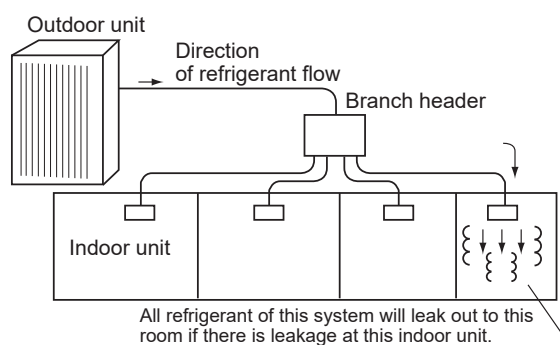 Outdoor unit
Direction
of refrigerant flow
Branch header
Indoor unit
All refrigerant of this system will leak out to this
room if there is leakage at this indoor unit.